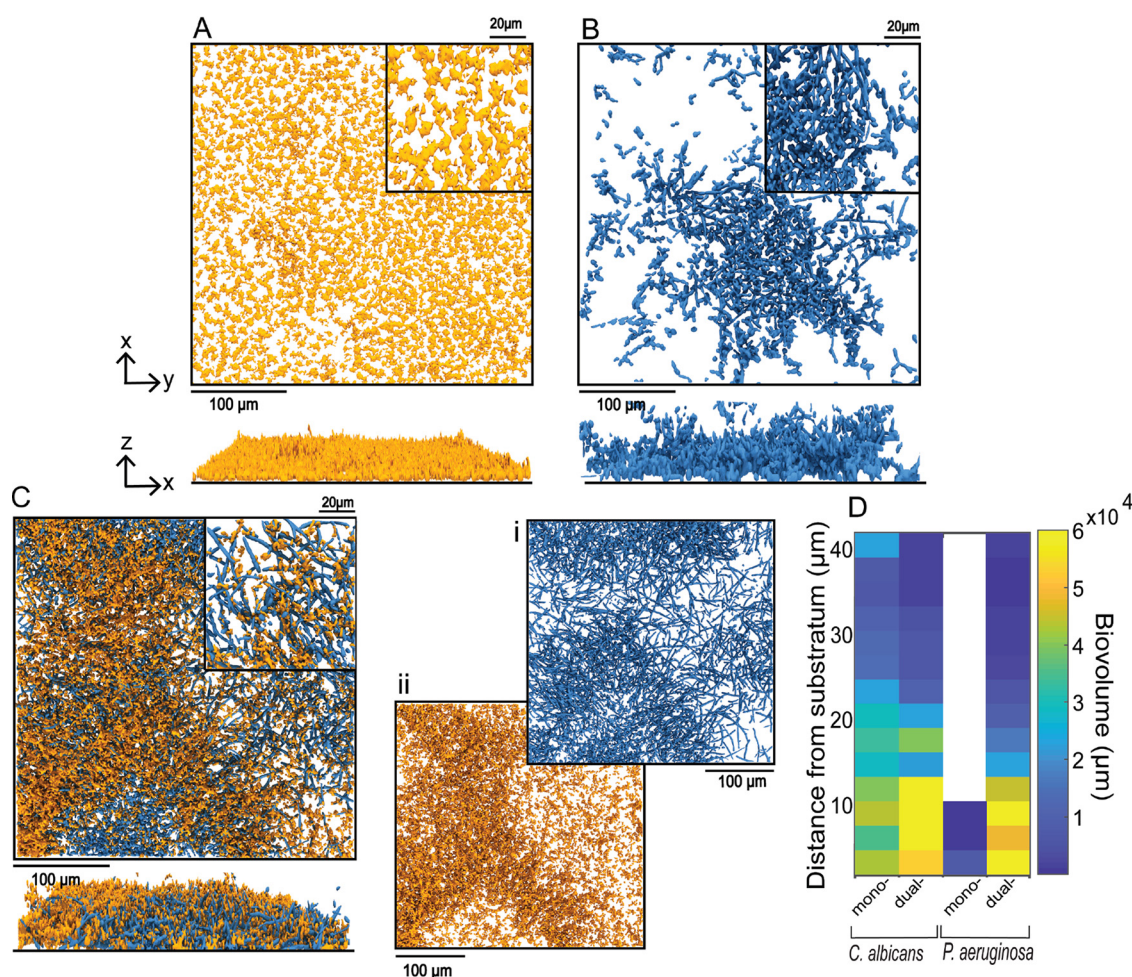 A
20µm
B
20µm
x
y
100 µm
100 µm
z
x
C
20µm
i
D
x10 4
6
5
4
3
2
1
Biovolume (µm)
40
30
20
10
Distance from substratum (µm)
ii
100 µm
100 µm
100 µm
mono-
dual-
mono-
dual-
C. albicans
P. aeruginosa